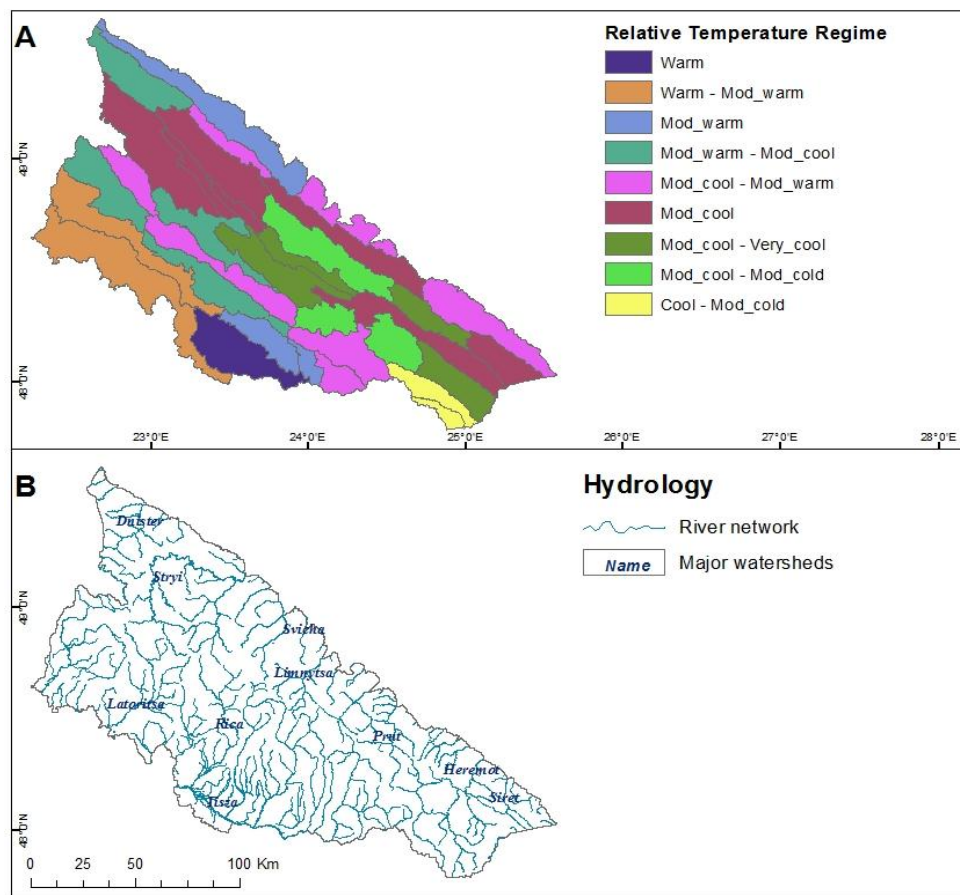 A
Relative Temperature Regime
Warm
Warm - Mod_warm
Mod_warm
Mod_warm - Mod_cool
Mod_cool - Mod_warm
Mod_cool
Mod_cool - Very_cool
Mod_cool - Mod_cold
Cool - Mod_cold
49°0'N
48°0'N
23°0'E 24°0'E 25°0'E 26°0'E 27°0'E 28°0'E
B
Hydrology
River network
Name Major watersheds
Dnister
Stryi
49°0'N
Svicha
Limnytsa
Latoritsa
Rica
Prut
Heremot
Siret
Tisza
48°0'N
0 25 50 100 Km